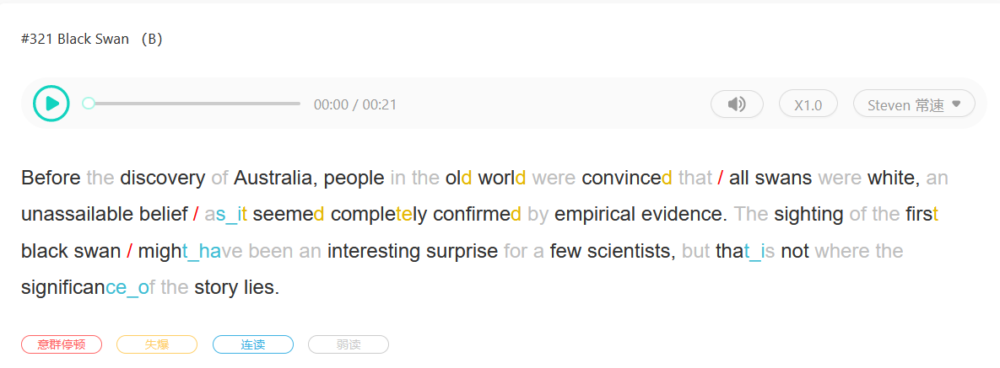 #321 Black Swan （B）
00:00 / 00:21
X1.0
Steven 常速
Before the discovery of Australia, people in the old world were convinced that / all swans were white, an
unassailable belief / as_it seemed completely confirmed by empirical evidence. The sighting of the first
black swan / might_have been an interesting surprise for a few scientists, but that_is not where the
significance_of the story lies.
意群停顿
失爆
连读
弱读